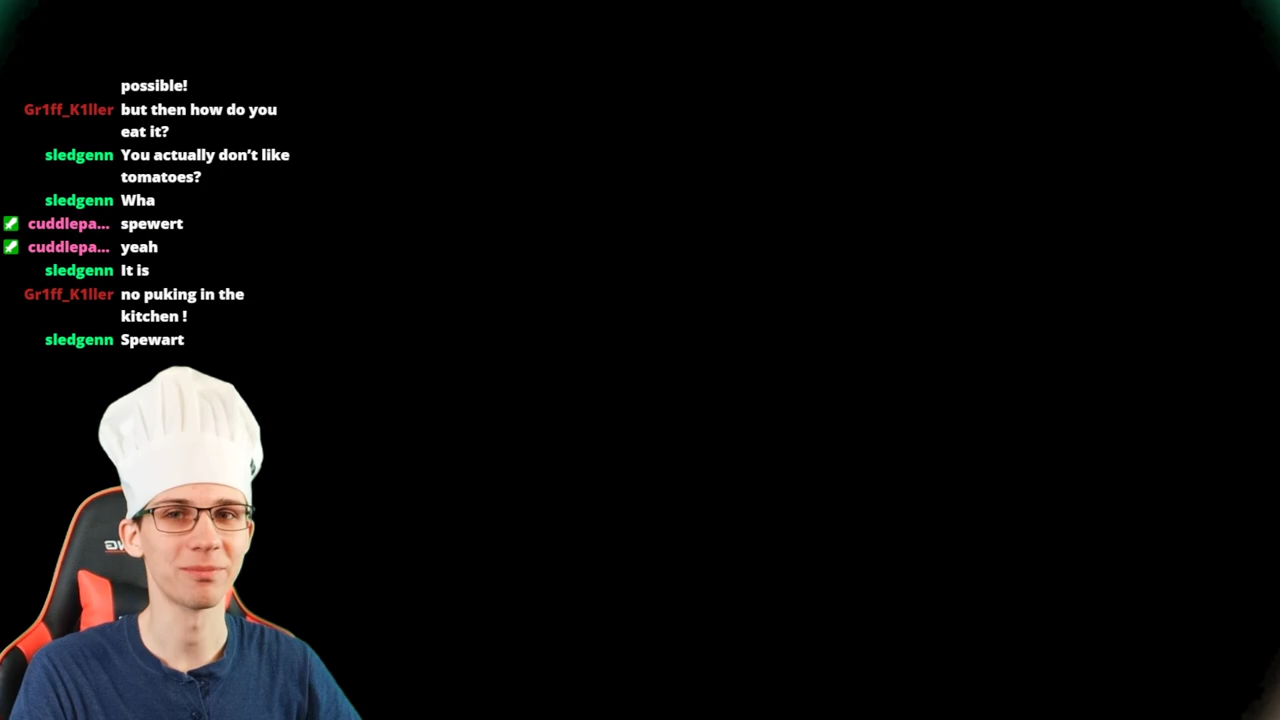 possible!
Gr1ff_K1ller but then how do you
eat it?
sledgenn You actually don’t like
tomatoes?
sledgenn Wha
cuddlepa... spewert
cuddlepa... yeah
sledgenn It is
Gr1ff_K1ller no puking in the
kitchen !
sledgenn Spewart